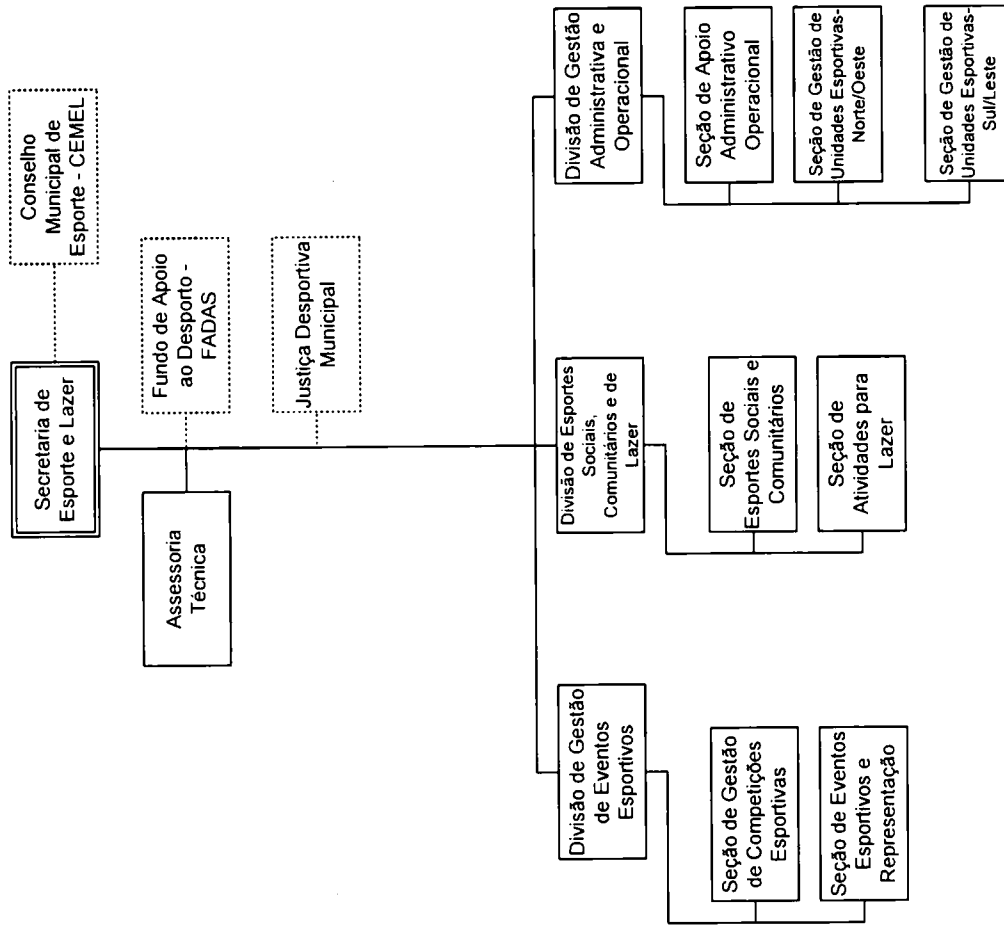 Secretaria de
Esporte e Lazer
Conselho
Municipal de
Esporte - CEMEL
Assessoria
Técnica
Fundo de Apoio
ao Desporto -
FADAS
Justiça Desportiva
Municipal
Divisão de Gestão
de Eventos
Esportivos
Seção de Gestão
de Competições
Esportivas
Seção de Eventos
Esportivos e
Representação
Divisão de Esportes
Sociais,
Comunitários e de
Lazer
Seção de
Esportes Sociais e
Comunitários
Seção de
Atividades para
Lazer
Divisão de Gestão
Administrativa e
Operacional
Seção de Apoio
Administrativo
Operacional
Seção de Gestão de
Unidades Esportivas-
Norte/Oeste
Seção de Gestão de
Unidades Esportivas-
Sul/Leste